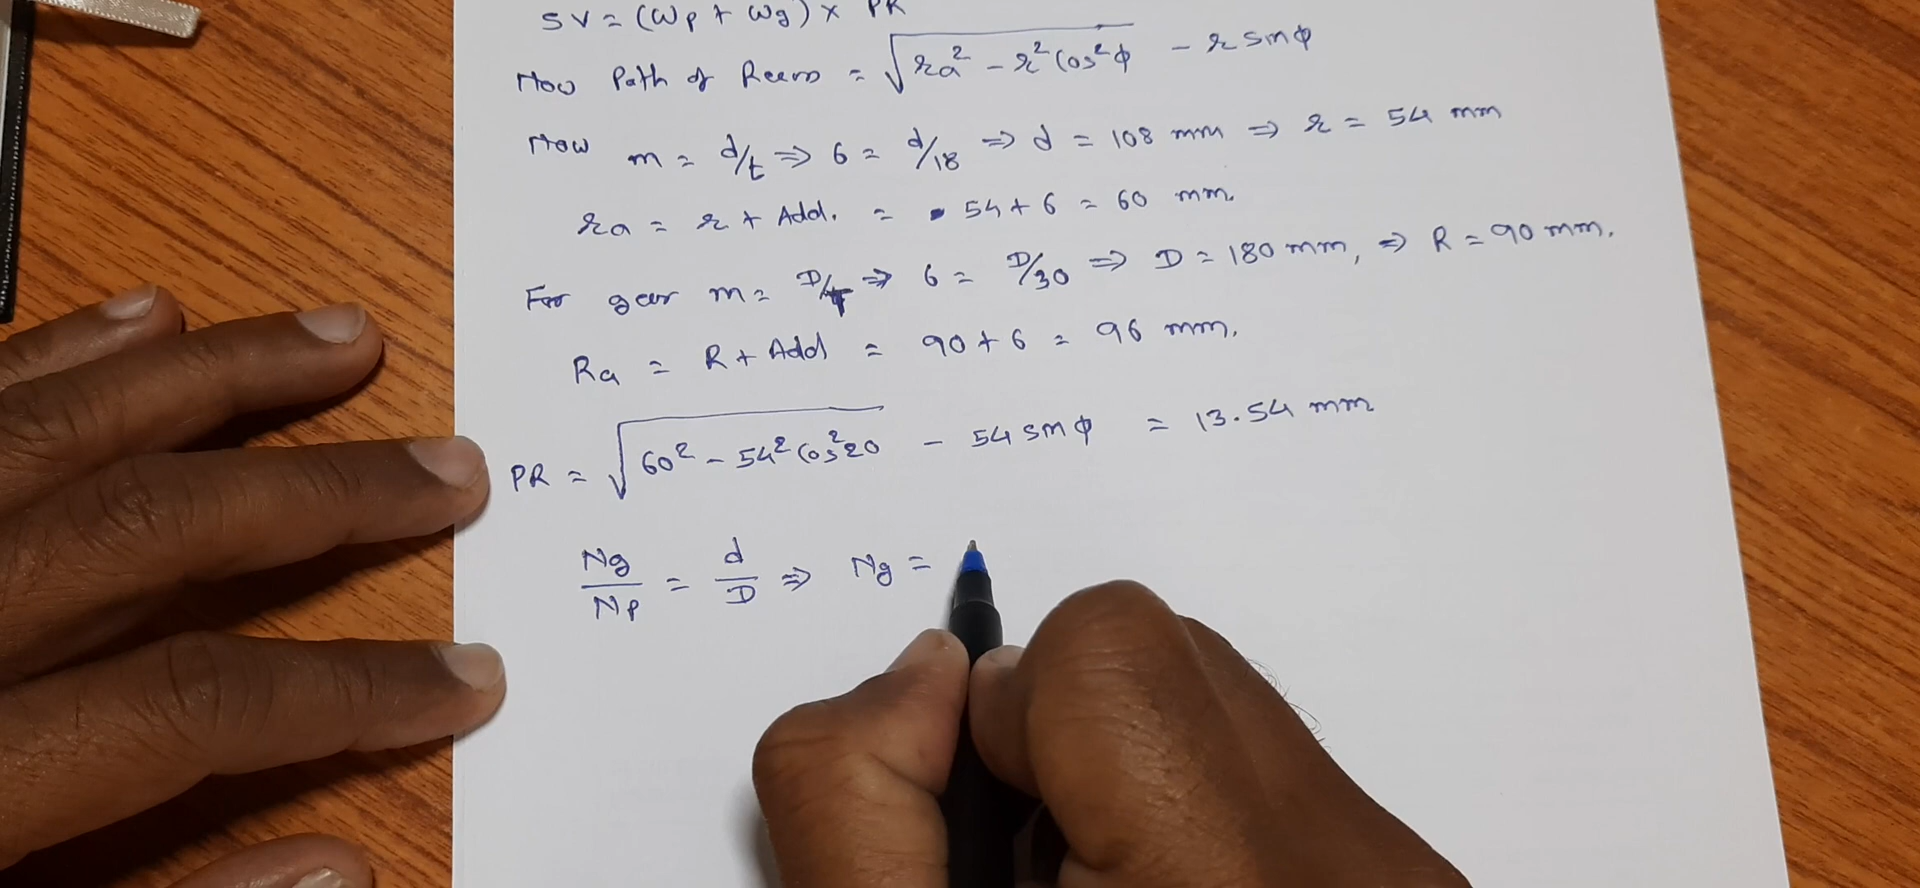 SV = (ωp + ωg) × PR
Now Path of Recess = √(ra² - r² Cos²φ) - r sinφ
Now m = d/t ⇒ 6 = d/18 ⇒ d = 108 mm ⇒ r = 54 mm
ra = r + Add. = 54 + 6 = 60 mm.
For gear m = D/T ⇒ 6 = D/30 ⇒ D = 180 mm, ⇒ R = 90 mm.
Ra = R + Add = 90 + 6 = 96 mm.
PR = √(60² - 54² Cos²20) - 54 sinφ = 13.54 mm
Ng/Np = d/D ⇒ Ng =